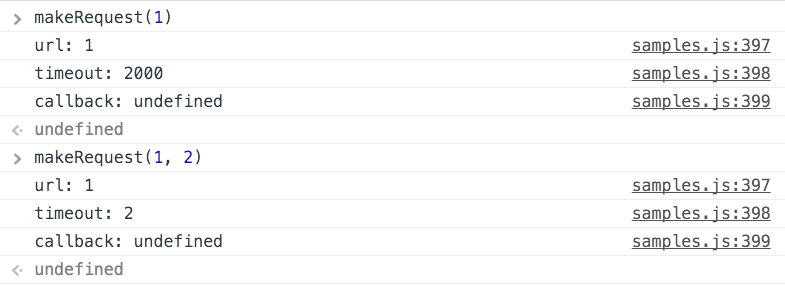 makeRequest(1)
url: 1 samples.js:397
timeout: 2000 samples.js:398
callback: undefined samples.js:399
undefined
makeRequest(1, 2)
url: 1 samples.js:397
timeout: 2 samples.js:398
callback: undefined samples.js:399
undefined